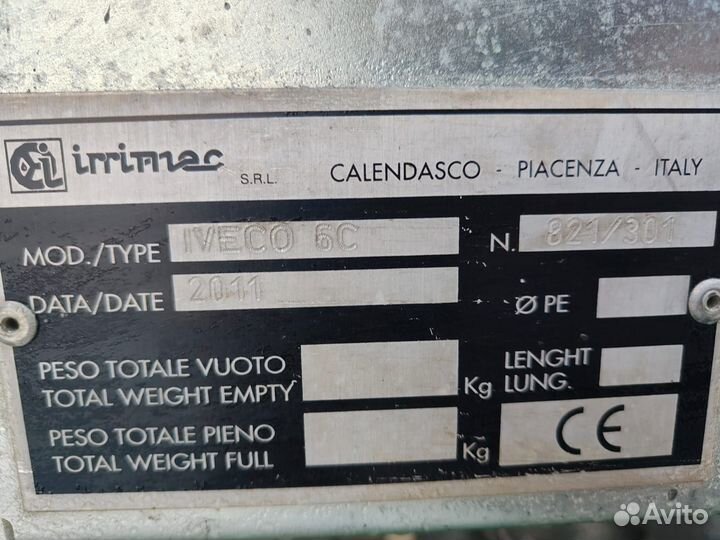 irrimec S.R.L. CALENDASCO - PIACENZA - ITALY
MOD./TYPE IVECO 6C N. 821/301
DATA/DATE 2011 Ø PE
PESO TOTALE VUOTO LENGHT
TOTAL WEIGHT EMPTY Kg LUNG.
PESO TOTALE PIENO
TOTAL WEIGHT FULL Kg CE
Avito